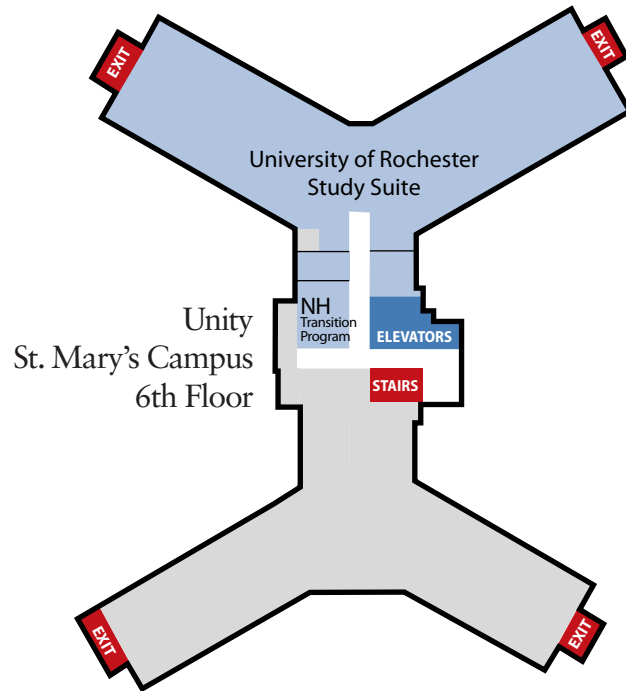 EXIT
EXIT
University of Rochester
Study Suite
Unity
St. Mary's Campus
6th Floor
NH
Transition
Program
ELEVATORS
STAIRS
EXIT
EXIT